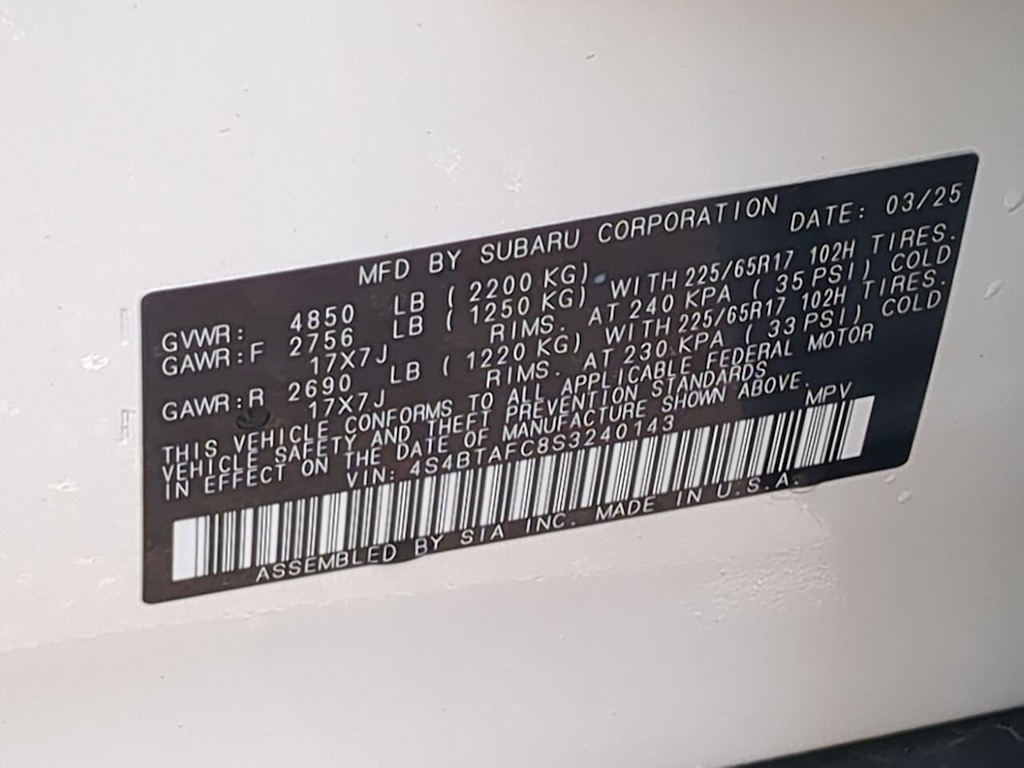 MFD BY SUBARU CORPORATION DATE: 03/25
GVWR: 4850 LB ( 2200 KG)
GAWR:F 2756 LB ( 1250 KG) WITH 225/65R17 102H TIRES.
17X7J RIMS. AT 240 KPA ( 35 PSI) COLD
GAWR:R 2690 LB ( 1220 KG) WITH 225/65R17 102H TIRES.
17X7J RIMS. AT 230 KPA ( 33 PSI) COLD
THIS VEHICLE CONFORMS TO ALL APPLICABLE FEDERAL MOTOR
VEHICLE SAFETY AND THEFT PREVENTION STANDARDS
IN EFFECT ON THE DATE OF MANUFACTURE SHOWN ABOVE.
VIN: 4S4BTAFC8S3240143 MPV
ASSEMBLED BY SIA INC. MADE IN U.S.A.